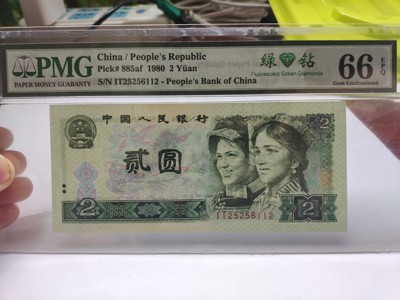 PMG
PAPER MONEY GUARANTY
China / People's Republic
Pick# 885af 1980 2 Yüan
S/N IT25256112 - People's Bank of China
绿 钻
Fluorescent Green Diamonds
66 EPQ
Gem Uncirculated
中国人民银行
2
贰圆
IT25256112
2
2